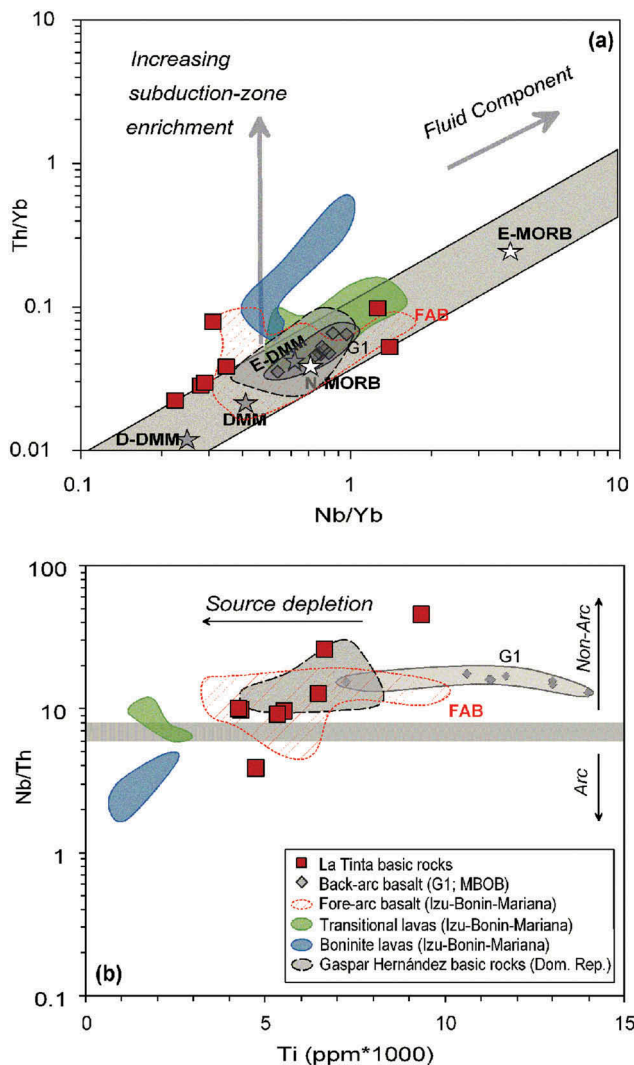 10
(a)
Increasing
subduction-zone
enrichment
Fluid Component
1
Th/Yb
E-MORB
0.1
FAB
G1
E-DMM
N-MORB
DMM
D-DMM
0.01
0.1
1
10
Nb/Yb
100
Source depletion
Non-Arc
G1
10
FAB
Nb/Th
Arc
1
La Tinta basic rocks
Back-arc basalt (G1; MBOB)
Fore-arc basalt (Izu-Bonin-Mariana)
Transitional lavas (Izu-Bonin-Mariana)
Boninite lavas (Izu-Bonin-Mariana)
Gaspar Hernández basic rocks (Dom. Rep.)
(b)
0.1
0
5
10
15
Ti (ppm*1000)